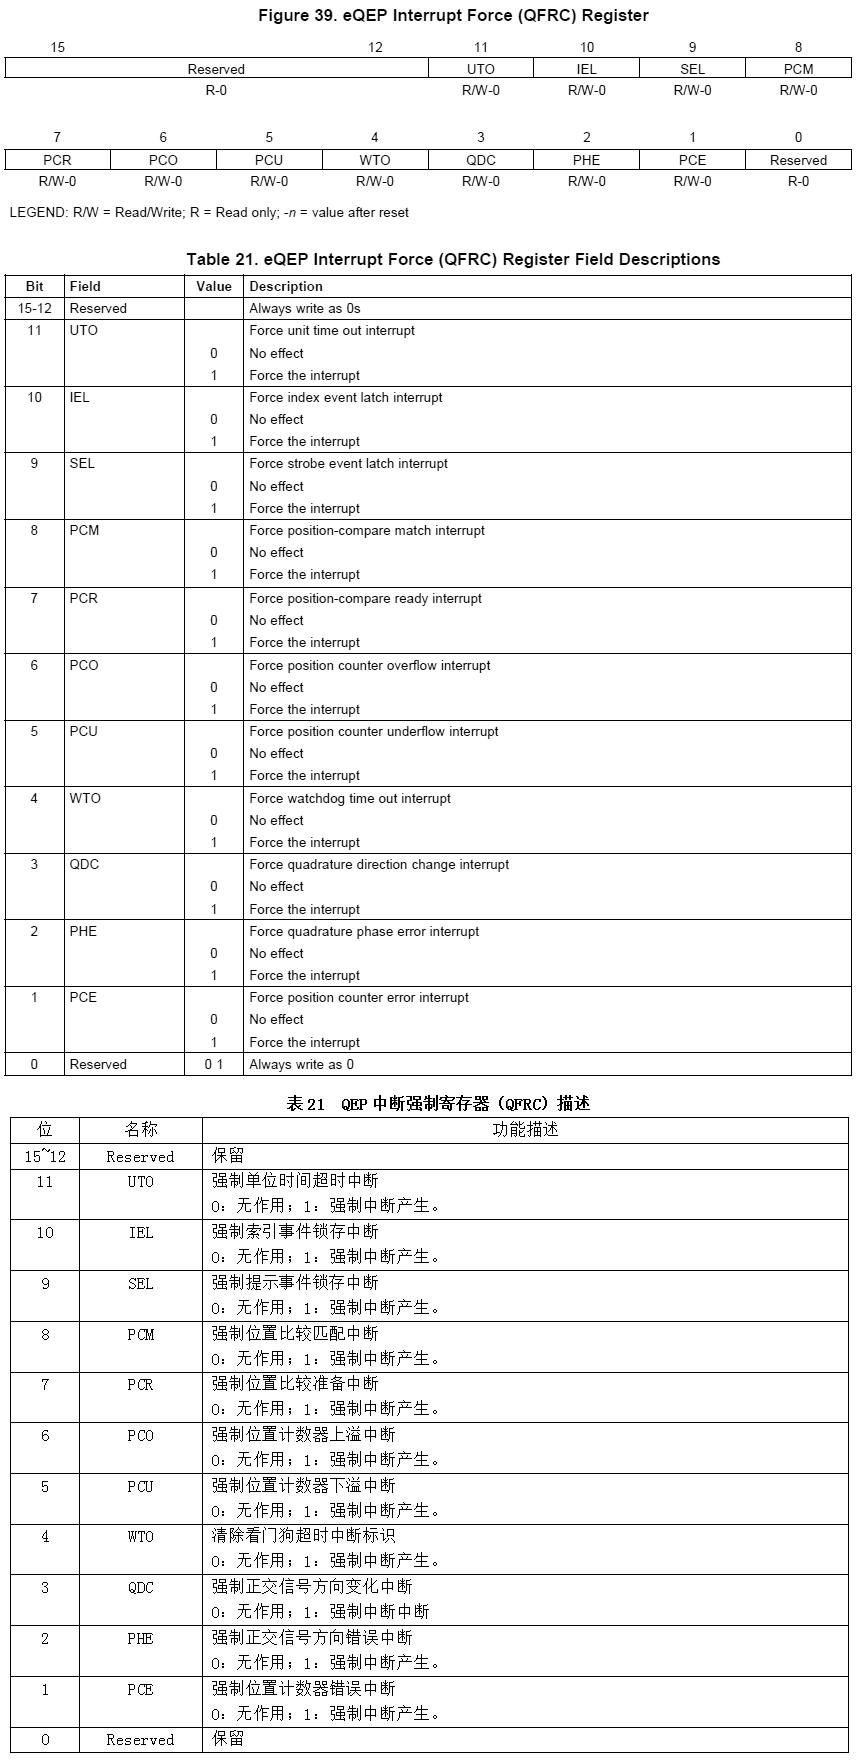 Figure 39. eQEP Interrupt Force (QFRC) Register
15 12 11 10 9 8
Reserved UTO IEL SEL PCM
R-0 R/W-0 R/W-0 R/W-0 R/W-0
7 6 5 4 3 2 1 0
PCR PCO PCU WTO QDC PHE PCE Reserved
R/W-0 R/W-0 R/W-0 R/W-0 R/W-0 R/W-0 R/W-0 R-0
LEGEND: R/W = Read/Write; R = Read only; -n = value after reset
Table 21. eQEP Interrupt Force (QFRC) Register Field Descriptions
Bit Field Value Description
15-12 Reserved Always write as 0s
11 UTO Force unit time out interrupt
0 No effect
1 Force the interrupt
10 IEL Force index event latch interrupt
0 No effect
1 Force the interrupt
9 SEL Force strobe event latch interrupt
0 No effect
1 Force the interrupt
8 PCM Force position-compare match interrupt
0 No effect
1 Force the interrupt
7 PCR Force position-compare ready interrupt
0 No effect
1 Force the interrupt
6 PCO Force position counter overflow interrupt
0 No effect
1 Force the interrupt
5 PCU Force position counter underflow interrupt
0 No effect
1 Force the interrupt
4 WTO Force watchdog time out interrupt
0 No effect
1 Force the interrupt
3 QDC Force quadrature direction change interrupt
0 No effect
1 Force the interrupt
2 PHE Force quadrature phase error interrupt
0 No effect
1 Force the interrupt
1 PCE Force position counter error interrupt
0 No effect
1 Force the interrupt
0 Reserved 0 1 Always write as 0
表 21 QEP 中断强制寄存器（QFRC）描述
位 名称 功能描述
15~12 Reserved 保留
11 UTO 强制单位时间超时中断
0：无作用；1：强制中断产生。
10 IEL 强制索引事件锁存中断
0：无作用；1：强制中断产生。
9 SEL 强制提示事件锁存中断
0：无作用；1：强制中断产生。
8 PCM 强制位置比较匹配中断
0：无作用；1：强制中断产生。
7 PCR 强制位置比较准备中断
0：无作用；1：强制中断产生。
6 PCO 强制位置计数器上溢中断
0：无作用；1：强制中断产生。
5 PCU 强制位置计数器下溢中断
0：无作用；1：强制中断产生。
4 WTO 清除看门狗超时中断标识
0：无作用；1：强制中断产生。
3 QDC 强制正交信号方向变化中断
0：无作用；1：强制中断中断
2 PHE 强制正交信号方向错误中断
0：无作用；1：强制中断产生。
1 PCE 强制位置计数器错误中断
0：无作用；1：强制中断产生。
0 Reserved 保留